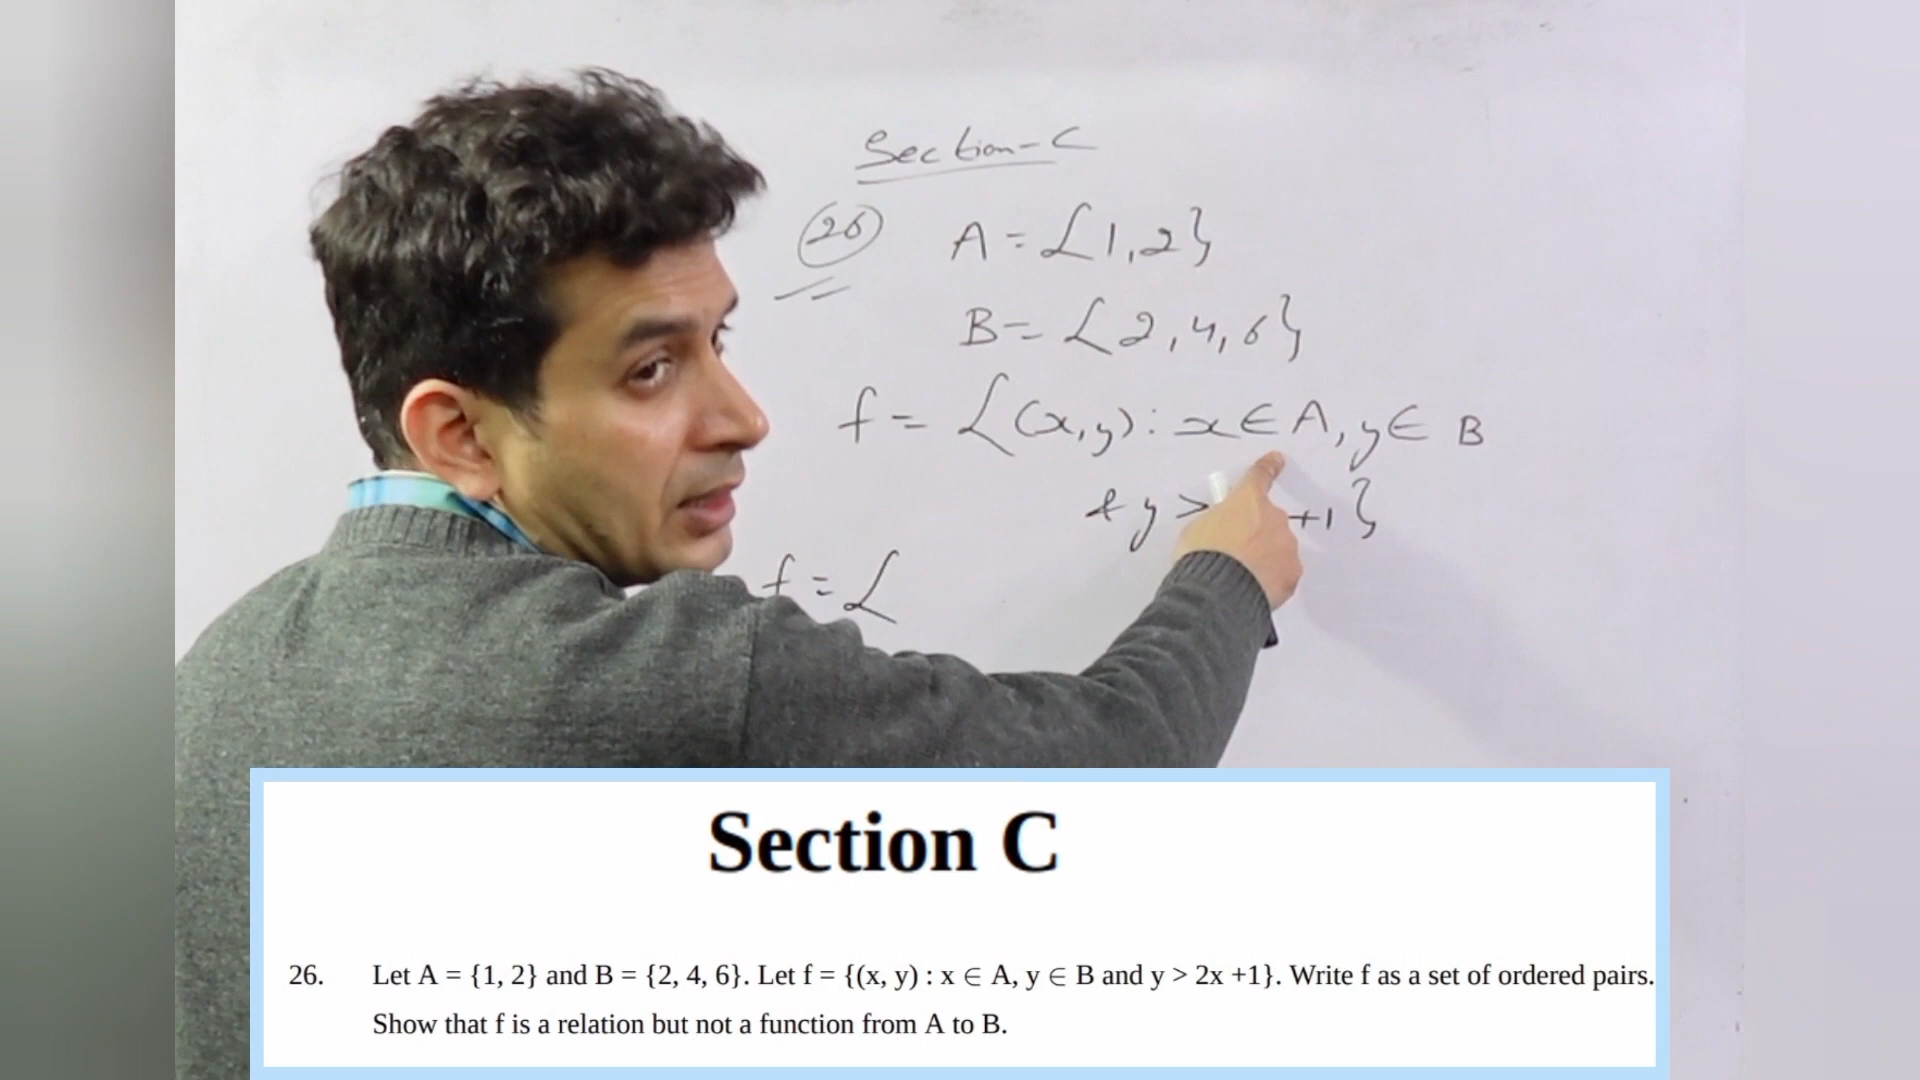 Section-C
26 A={1,2}
B={2,4,6}
f={(x,y): x∈A, y∈ B
& y> +1}
f={
Section C
26. Let A = {1, 2} and B = {2, 4, 6}. Let f = {(x, y) : x ∈ A, y ∈ B and y > 2x +1}. Write f as a set of ordered pairs.
Show that f is a relation but not a function from A to B.